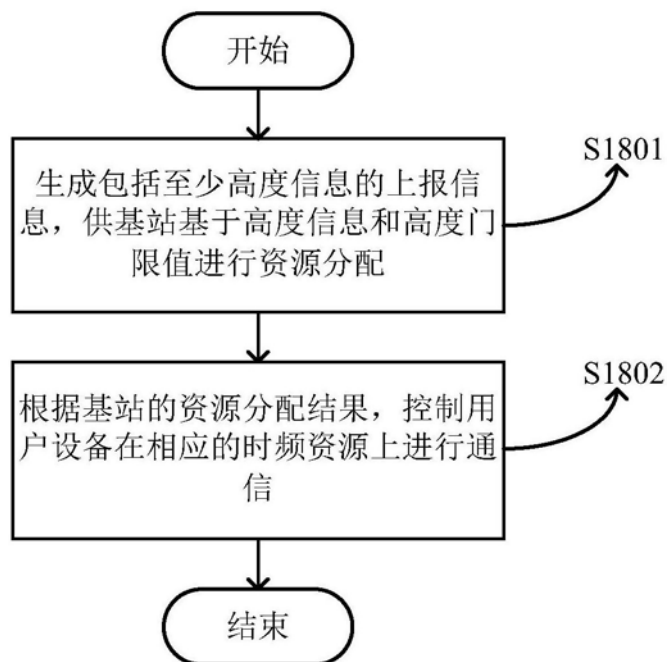 开始
S1801
生成包括至少高度信息的上报信
息，供基站基于高度信息和高度门
限值进行资源分配
S1802
根据基站的资源分配结果，控制用
户设备在相应的时频资源上进行通
信
结束